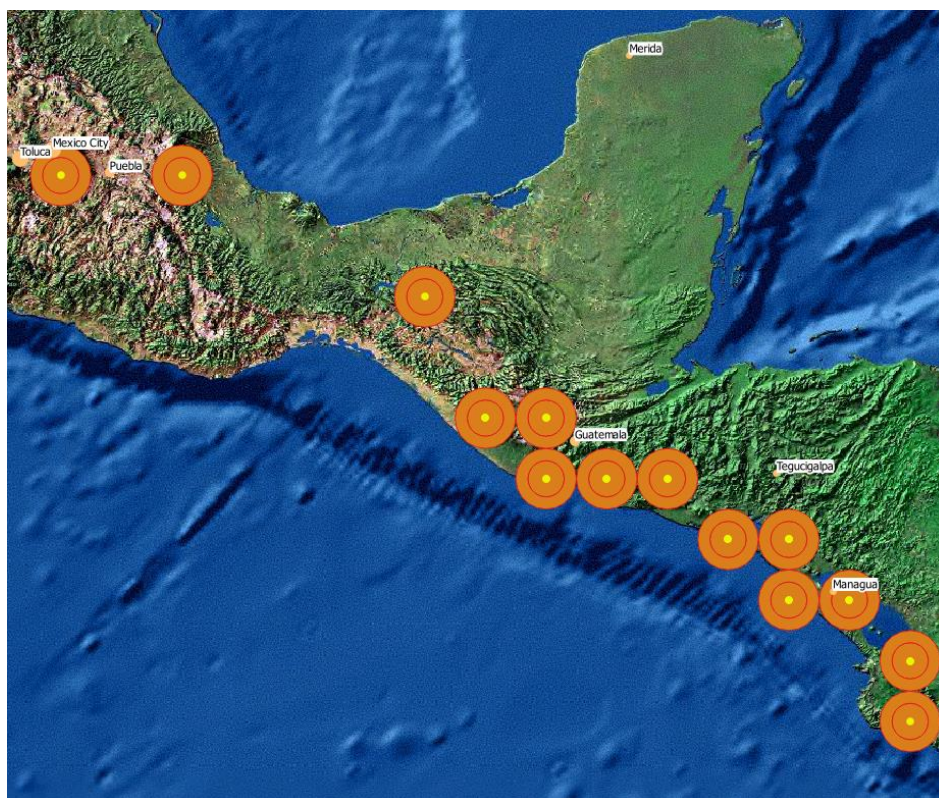 Merida
Mexico City
Toluca
Puebla
Guatemala
Tegucigalpa
Managua